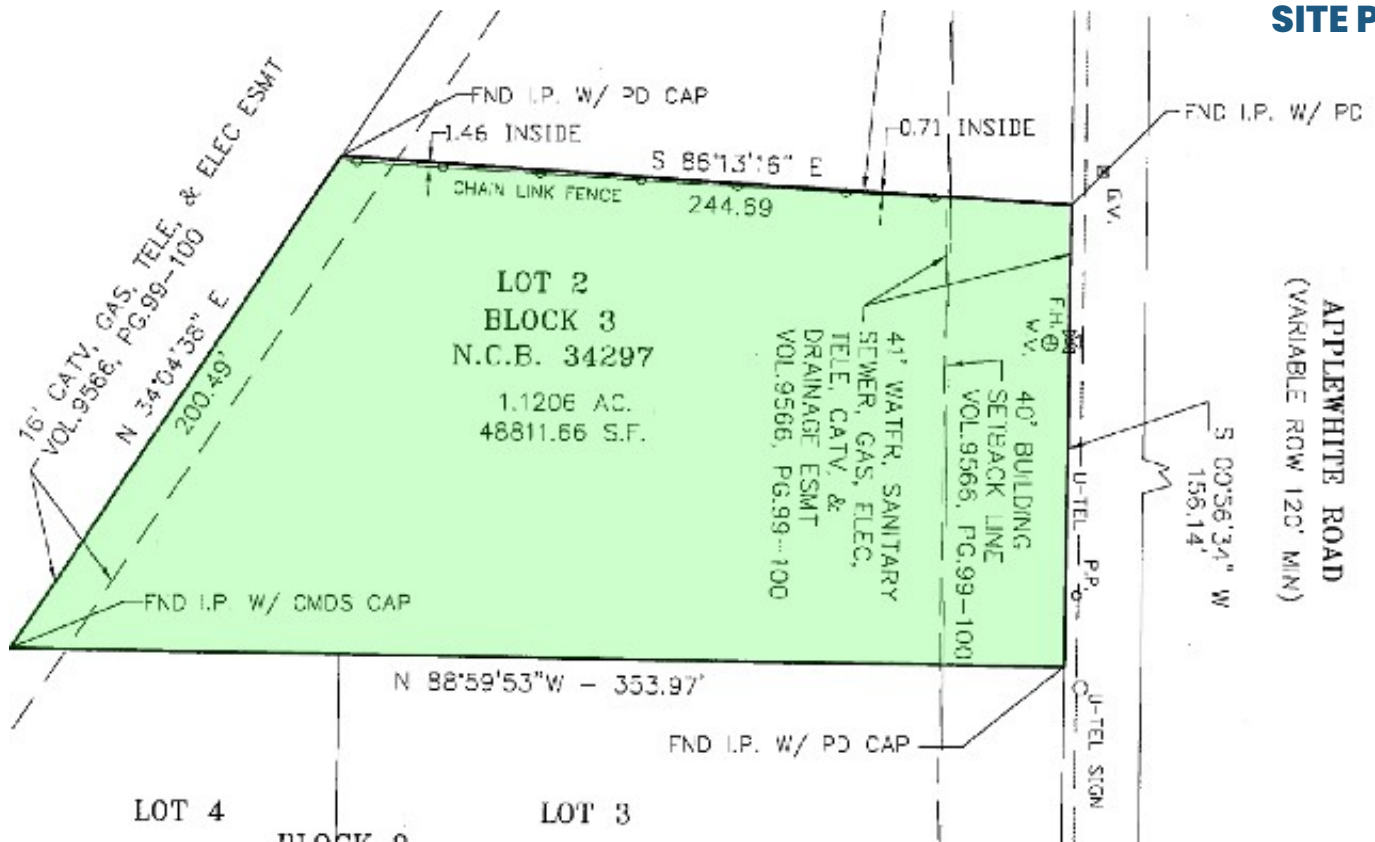 SITE P
FND I.P. W/ PD CAP
FND I.P. W/ PD
1.46 INSIDE
0.71 INSIDE
S 86°13'16" E
CHAIN LINK FENCE
244.69
G.V.
16' CATV, GAS, TELE, & ELEC ESMT
VOL.9566, PG.99-100
N 34°04'38" E
200.49'
LOT 2
BLOCK 3
N.C.B. 34297
1.1206 AC.
48811.66 S.F.
41' WATER, SANITARY
SEWER, GAS, ELEC,
TELE, CATV, &
DRAINAGE ESMT
VOL.9566, PG.99-100
40' BUILDING
SETBACK LINE
VOL.9566, PG.99-100
F.H.
W.V.
U-TEL
P.P.
S 00°56'34" W
156.14'
APPLEWHITE ROAD
(VARIABLE ROW 120' MIN)
FND I.P. W/ CMDS CAP
N 88°59'53"W - 353.97'
FND I.P. W/ PD CAP
U-TEL SIGN
LOT 4
LOT 3